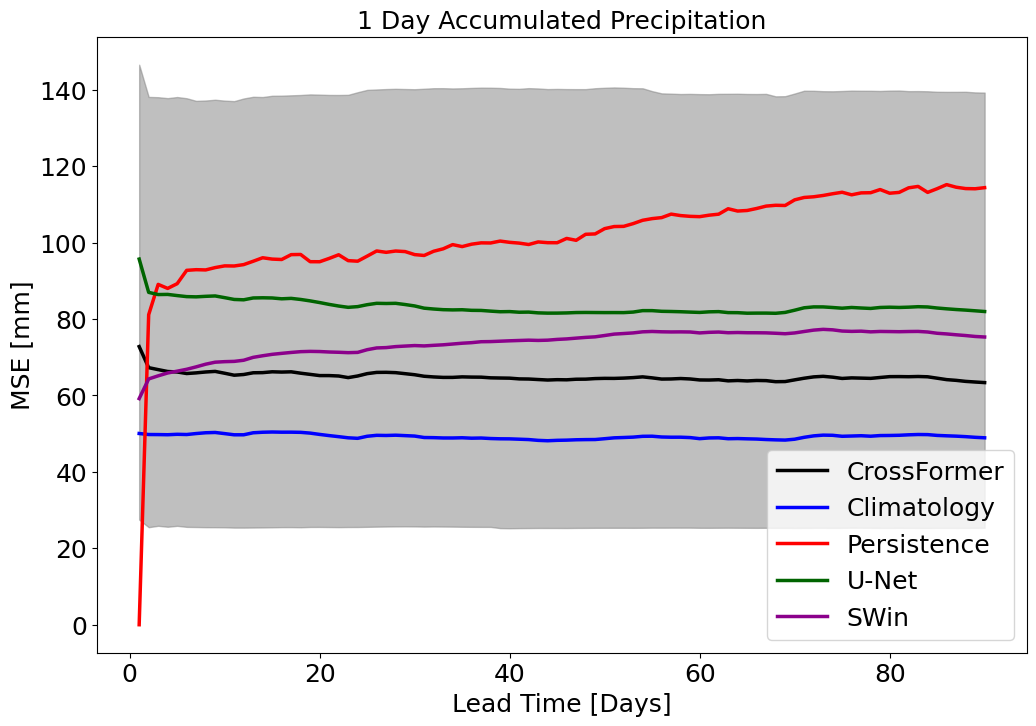 1 Day Accumulated Precipitation
MSE [mm]
140
120
100
80
60
40
20
0
0 20 40 60 80
Lead Time [Days]
CrossFormer
Climatology
Persistence
U-Net
SWin